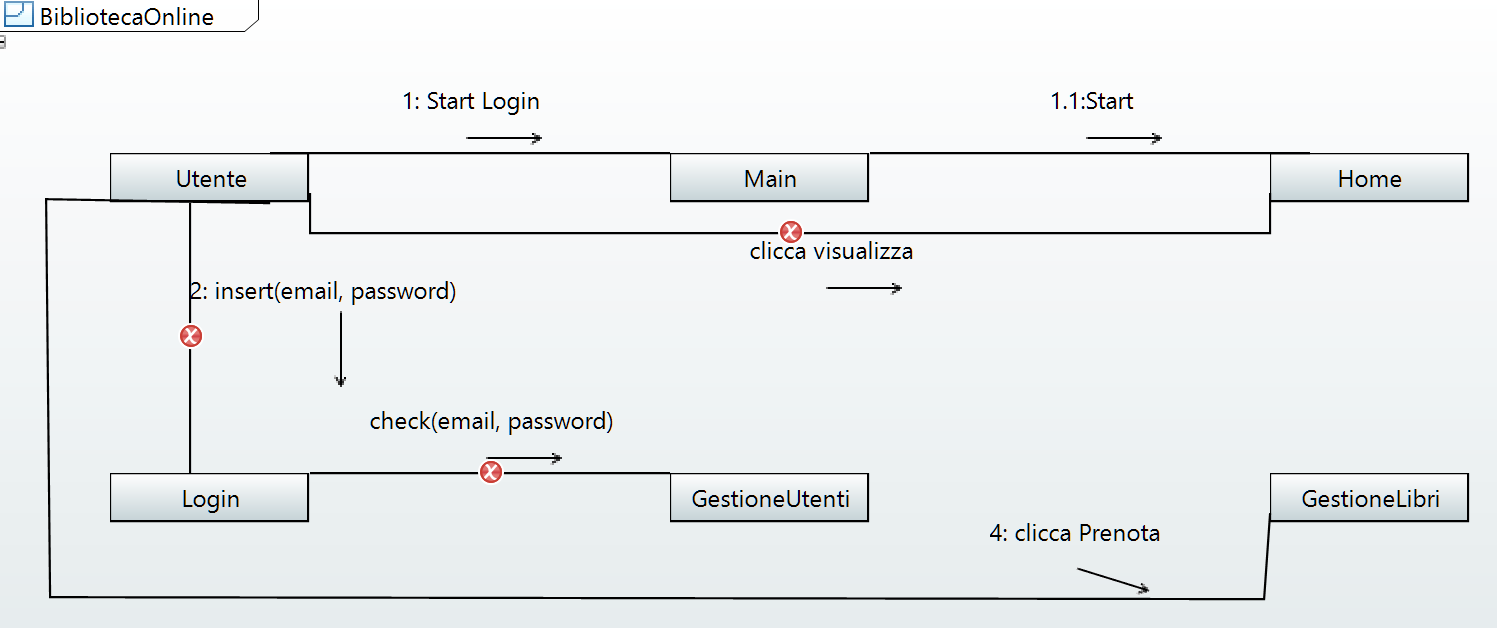 BibliotecaOnline
1: Start Login
1.1:Start
Utente
Main
Home
clicca visualizza
2: insert(email, password)
check(email, password)
Login
GestioneUtenti
GestioneLibri
4: clicca Prenota